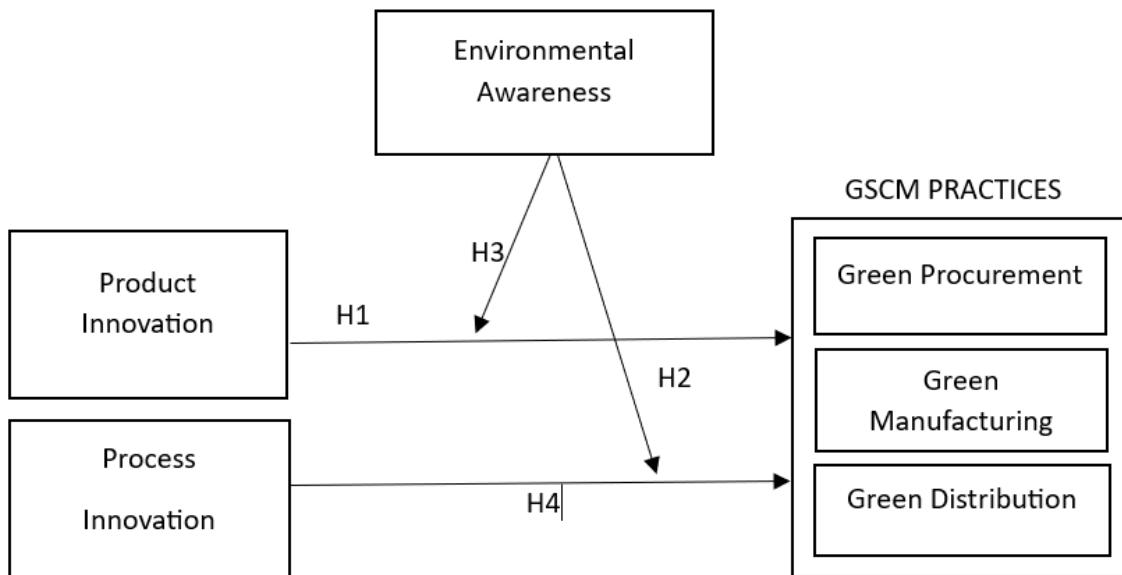 Environmental
Awareness
GSCM PRACTICES
Product
Innovation
H3
H1
Green Procurement
H2
Green
Manufacturing
Process
Innovation
H4
Green Distribution